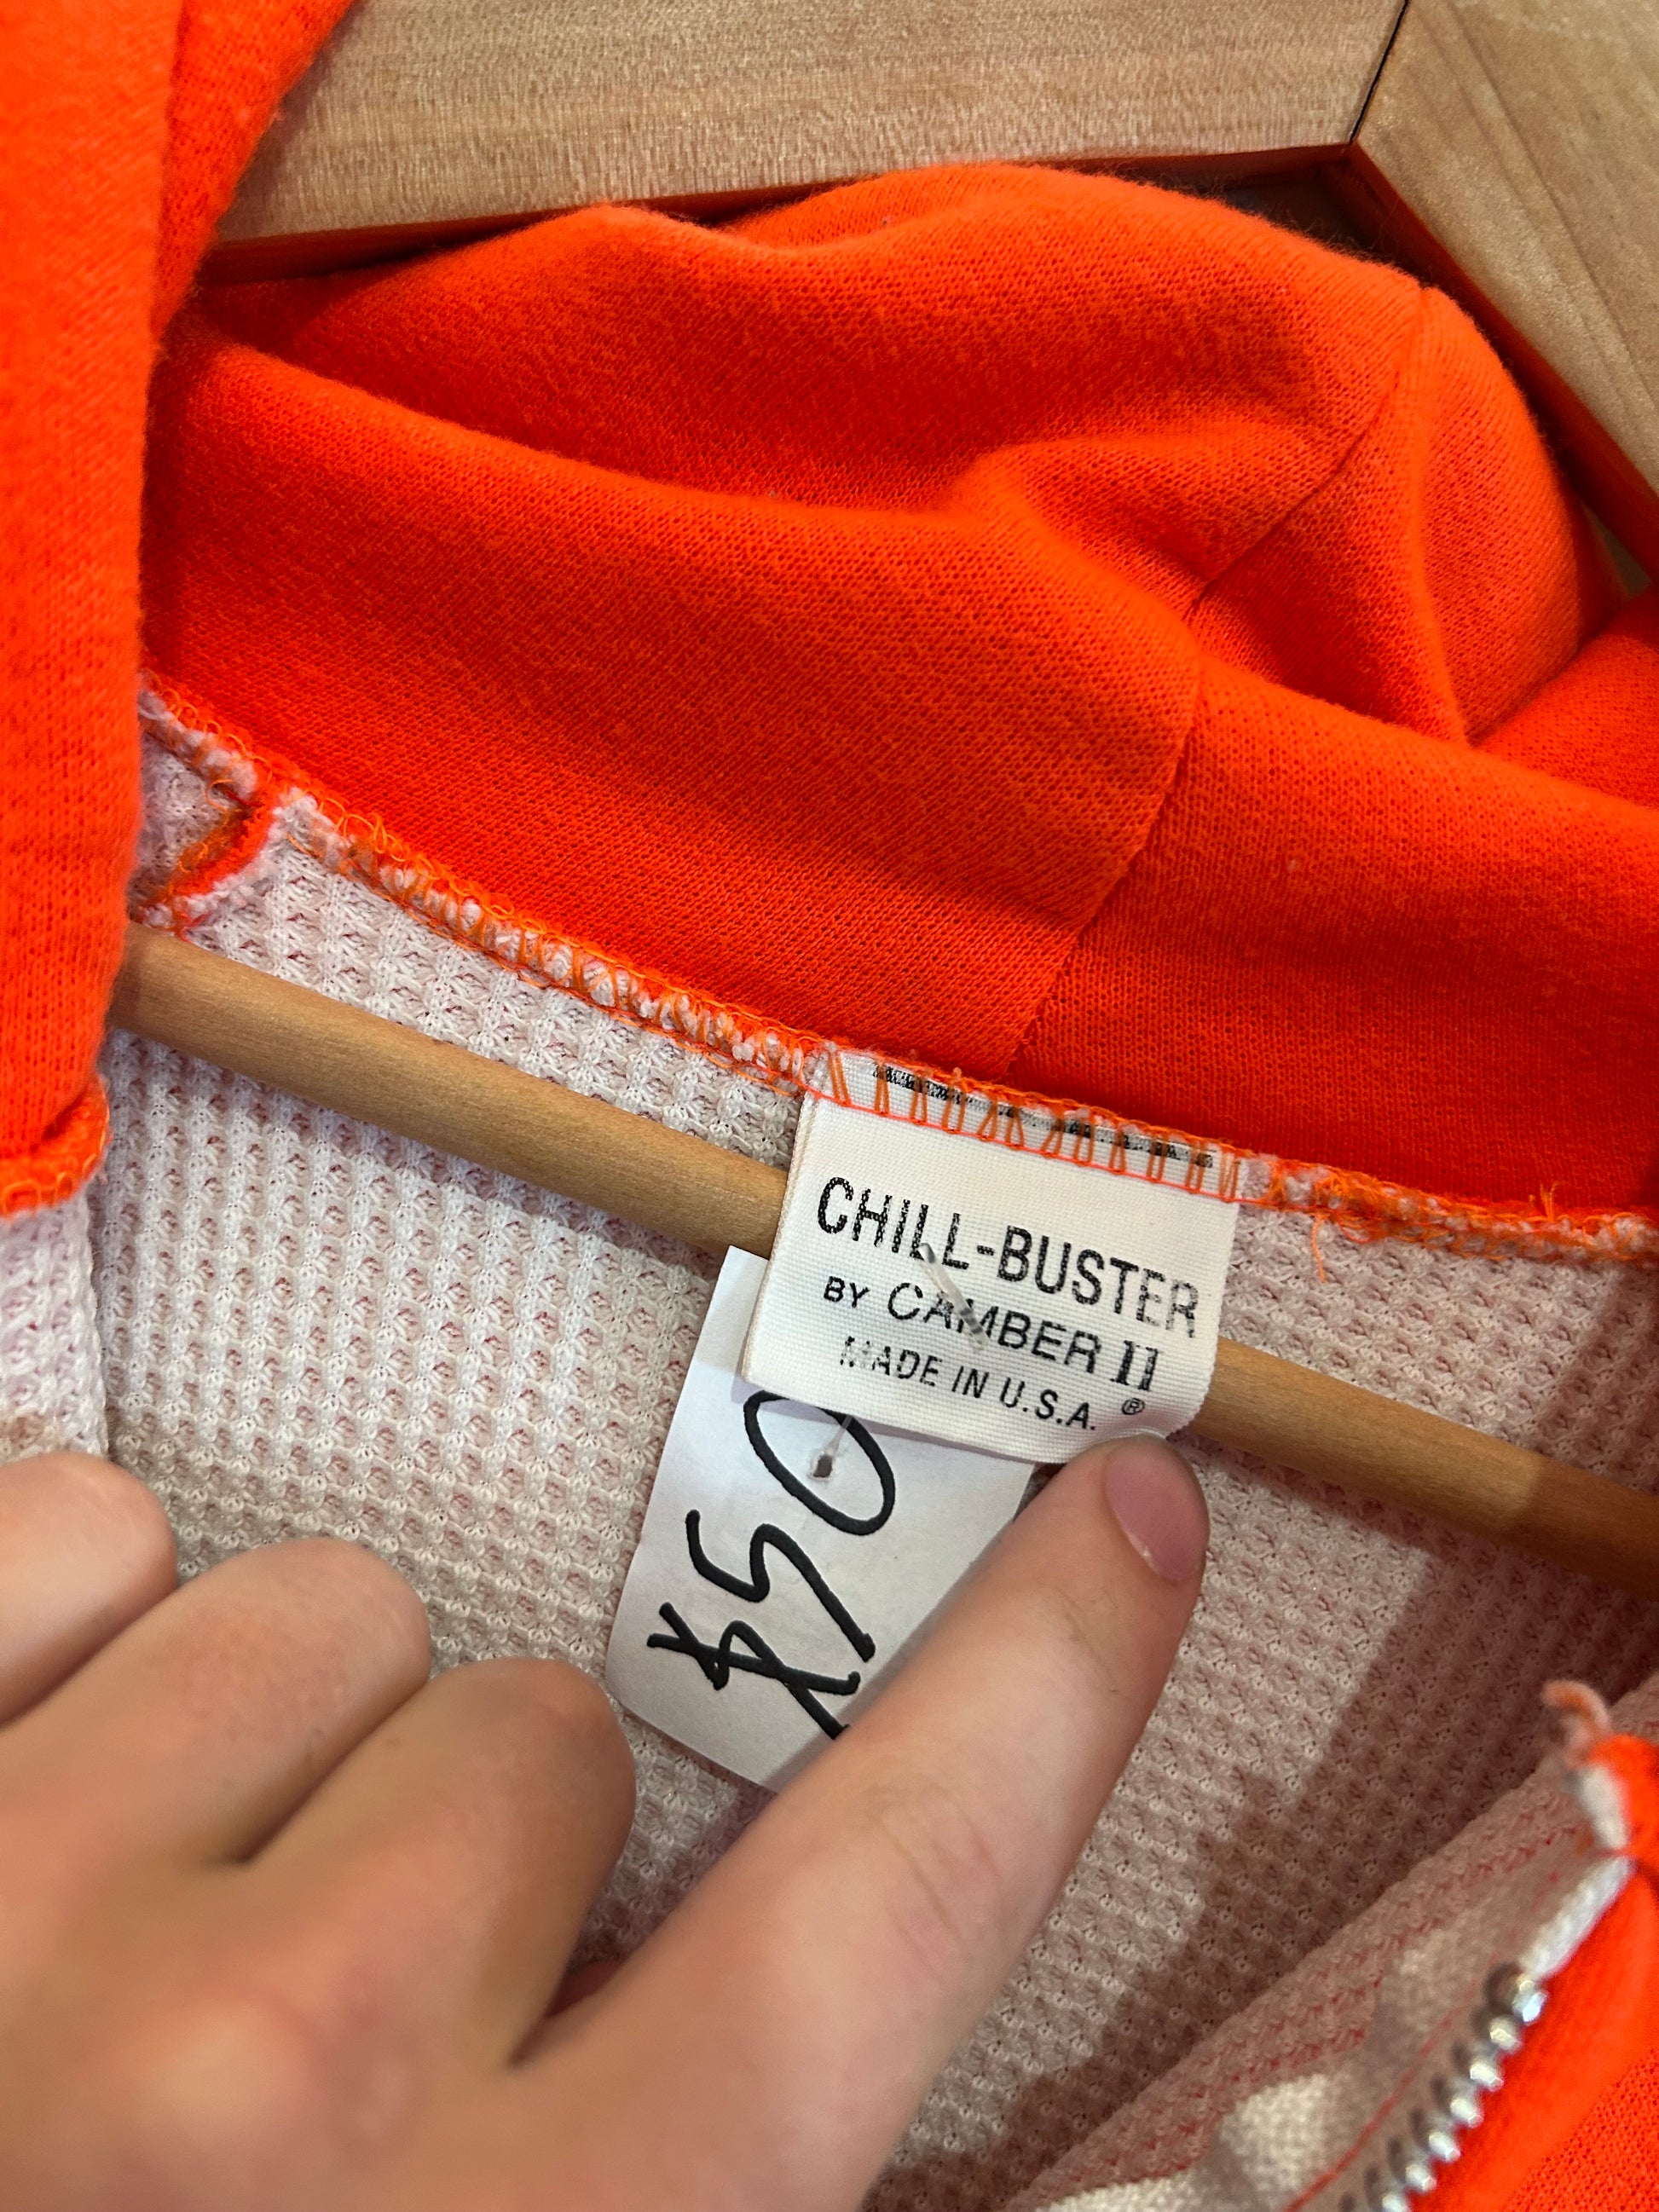 CHILL-BUSTER
BY CAMBER II
MADE IN U.S.A. ®
$50